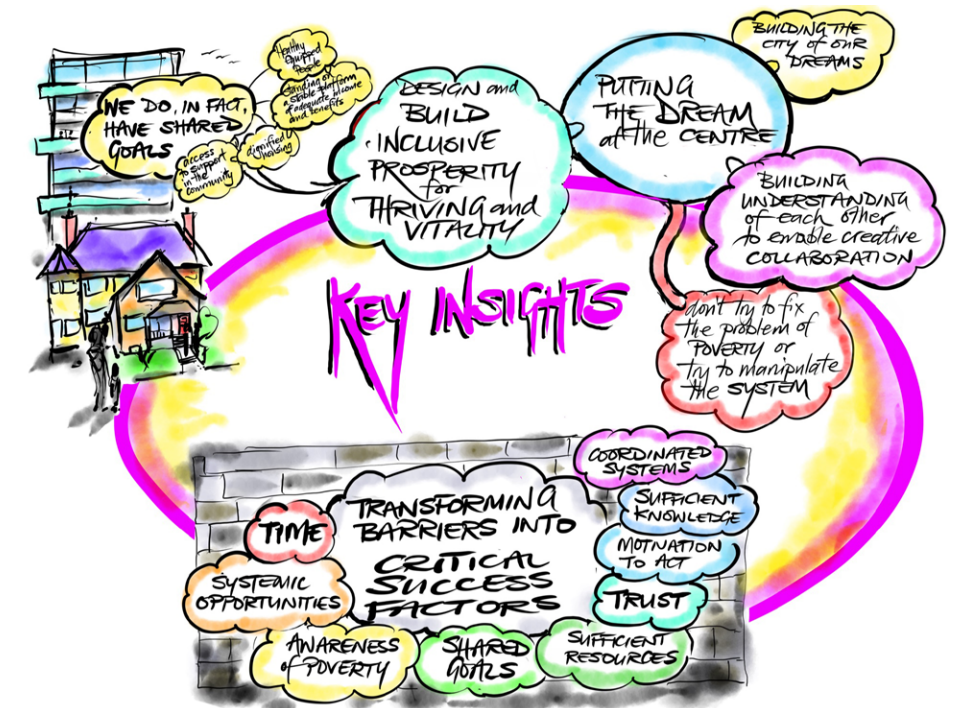 WE DO, IN FACT,
HAVE SHARED
GOALS
Healthy
Equipped
People
standing on
a stable platform
of adequate income
and benefits
dignified
housing
access
to support
in the
community
DESIGN and
BUILD
INCLUSIVE
PROSPERITY
for
THRIVING and
VITALITY
PUTTING
THE DREAM
at the CENTRE
BUILDING THE
CITY OF OUR
DREAMS
BUILDING
UNDERSTANDING
of each other
to enable creative
COLLABORATION
don't try to fix
the problem of
POVERTY or
try to manipulate
the SYSTEM
KEY INSIGHTS
TRANSFORMING
BARRIERS INTO
CRITICAL
SUCCESS
FACTORS
COORDINATED
SYSTEMS
SUFFICIENT
KNOWLEDGE
MOTIVATION
TO ACT
TRUST
SUFFICIENT
RESOURCES
SHARED
GOALS
AWARENESS
of POVERTY
SYSTEMIC
OPPORTUNITIES
TIME